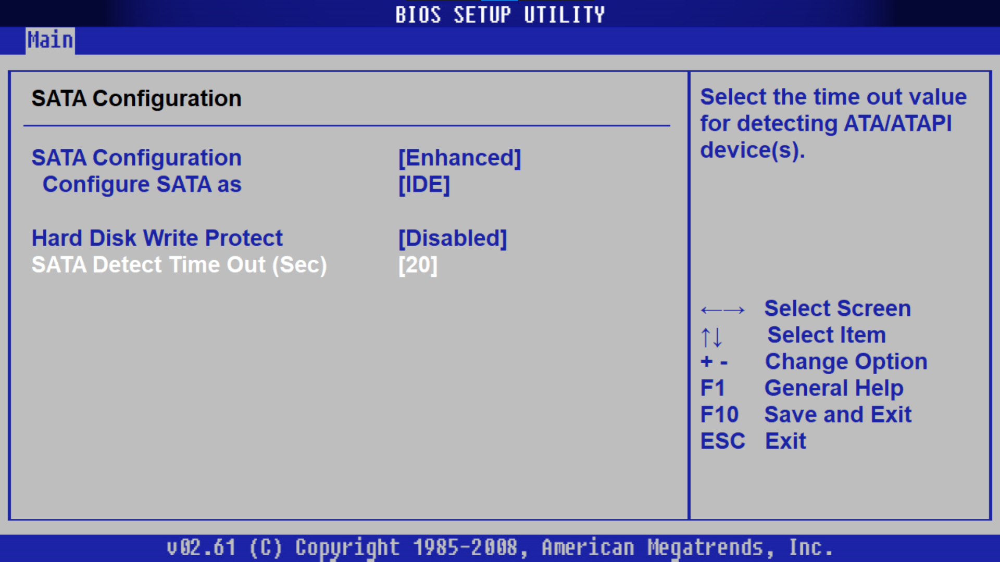 BIOS SETUP UTILITY
Main
SATA Configuration
SATA Configuration [Enhanced]
Configure SATA as [IDE]
Hard Disk Write Protect [Disabled]
SATA Detect Time Out (Sec) [20]
Select the time out value
for detecting ATA/ATAPI
device(s).
←→ Select Screen
↑↓ Select Item
+ - Change Option
F1 General Help
F10 Save and Exit
ESC Exit
v02.61 (C) Copyright 1985-2008, American Megatrends, Inc.